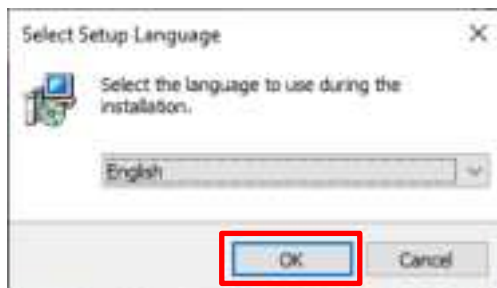 Select Setup Language
Select the language to use during the
installation.
English
OK
Cancel